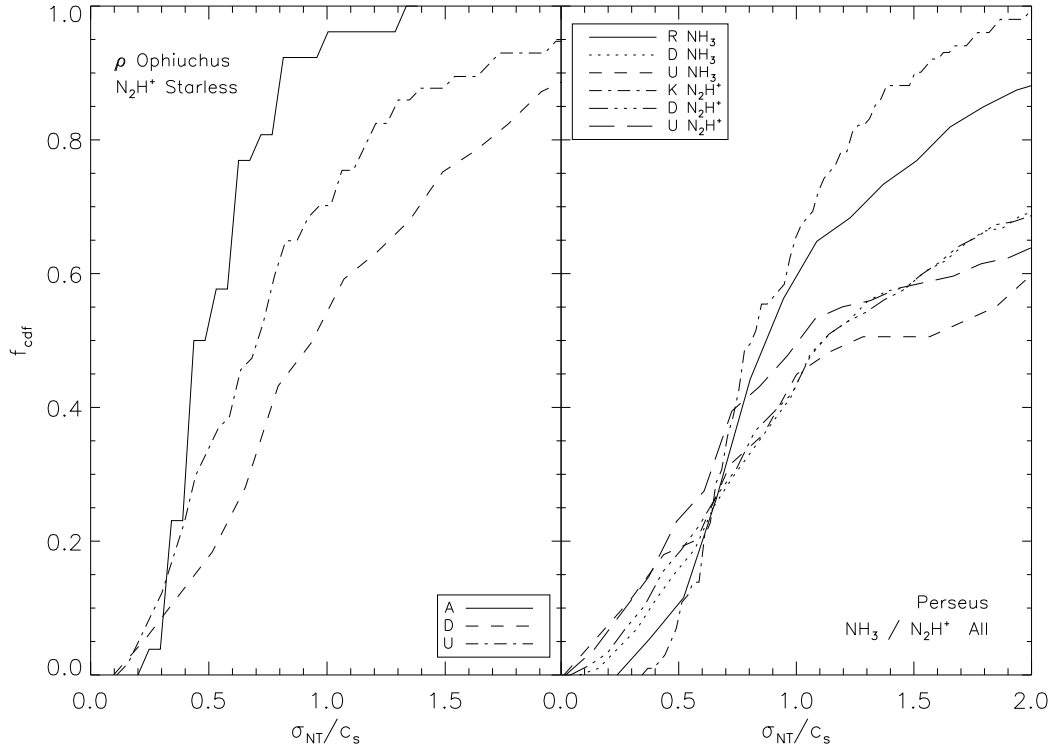 1.0
0.8
0.6
0.4
0.2
0.0
f_cdf
ρ Ophiuchus
N₂H⁺ Starless
A
D
U
0.0 0.5 1.0 1.5
σ_NT/c_s
R NH₃
D NH₃
U NH₃
K N₂H⁺
D N₂H⁺
U N₂H⁺
Perseus
NH₃ / N₂H⁺ All
0.0 0.5 1.0 1.5 2.0
σ_NT/c_s